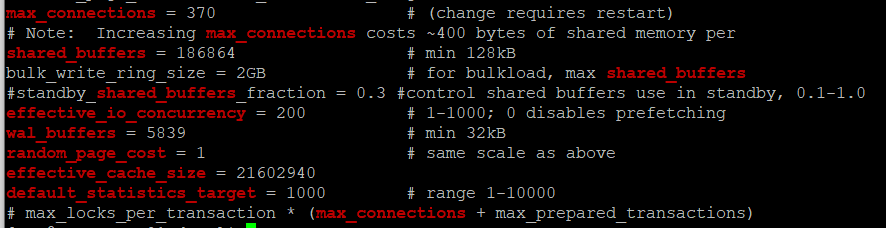 max_connections = 370 # (change requires restart)
# Note: Increasing max_connections costs ~400 bytes of shared memory per
shared_buffers = 186864 # min 128kB
bulk_write_ring_size = 2GB # for bulkload, max shared_buffers
#standby_shared_buffers_fraction = 0.3 #control shared buffers use in standby, 0.1-1.0
effective_io_concurrency = 200 # 1-1000; 0 disables prefetching
wal_buffers = 5839 # min 32kB
random_page_cost = 1 # same scale as above
effective_cache_size = 21602940
default_statistics_target = 1000 # range 1-10000
# max_locks_per_transaction * (max_connections + max_prepared_transactions)